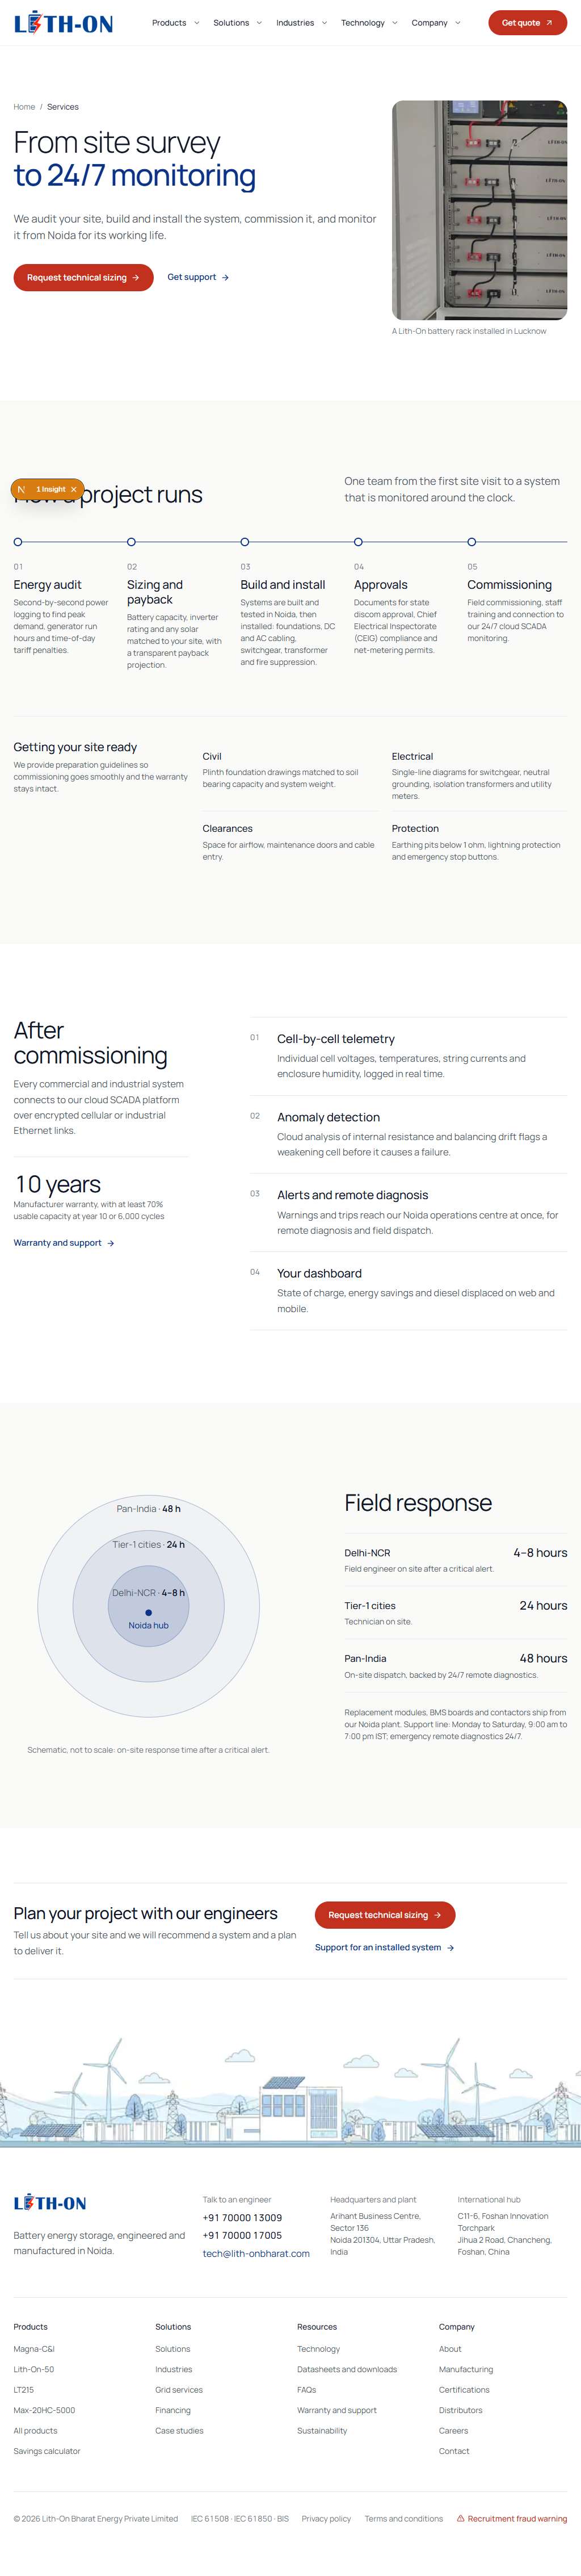 LITH-ON
Products
Solutions
Industries
Technology
Company
Get quote
Home / Services
From site survey
to 24/7 monitoring
We audit your site, build and install the system, commission it, and monitor
it from Noida for its working life.
Request technical sizing
Get support
A Lith-On battery rack installed in Lucknow
1 Insight
project runs
One team from the first site visit to a system
that is monitored around the clock.
01
Energy audit
Second-by-second power
logging to find peak
demand, generator run
hours and time-of-day
tariff penalties.
02
Sizing and
payback
Battery capacity, inverter
rating and any solar
matched to your site, with
a transparent payback
projection.
03
Build and install
Systems are built and
tested in Noida, then
installed: foundations, DC
and AC cabling,
switchgear, transformer
and fire suppression.
04
Approvals
Documents for state
discom approval, Chief
Electrical Inspectorate
(CEIG) compliance and
net-metering permits.
05
Commissioning
Field commissioning, staff
training and connection to
our 24/7 cloud SCADA
monitoring.
Getting your site ready
We provide preparation guidelines so
commissioning goes smoothly and the warranty
stays intact.
Civil
Plinth foundation drawings matched to soil
bearing capacity and system weight.
Electrical
Single-line diagrams for switchgear, neutral
grounding, isolation transformers and utility
meters.
Clearances
Space for airflow, maintenance doors and cable
entry.
Protection
Earthing pits below 1 ohm, lightning protection
and emergency stop buttons.
After
commissioning
Every commercial and industrial system
connects to our cloud SCADA platform
over encrypted cellular or industrial
Ethernet links.
10 years
Manufacturer warranty, with at least 70%
usable capacity at year 10 or 6,000 cycles
Warranty and support
01
Cell-by-cell telemetry
Individual cell voltages, temperatures, string currents and
enclosure humidity, logged in real time.
02
Anomaly detection
Cloud analysis of internal resistance and balancing drift flags a
weakening cell before it causes a failure.
03
Alerts and remote diagnosis
Warnings and trips reach our Noida operations centre at once, for
remote diagnosis and field dispatch.
04
Your dashboard
State of charge, energy savings and diesel displaced on web and
mobile.
Pan-India · 48 h
Tier-1 cities · 24 h
Delhi-NCR · 4–8 h
Noida hub
Schematic, not to scale: on-site response time after a critical alert.
Field response
Delhi-NCR
4–8 hours
Field engineer on site after a critical alert.
Tier-1 cities
24 hours
Technician on site.
Pan-India
48 hours
On-site dispatch, backed by 24/7 remote diagnostics.
Replacement modules, BMS boards and contactors ship from
our Noida plant. Support line: Monday to Saturday, 9:00 am to
7:00 pm IST; emergency remote diagnostics 24/7.
Plan your project with our engineers
Tell us about your site and we will recommend a system and a plan
to deliver it.
Request technical sizing
Support for an installed system
LITH-ON
Battery energy storage, engineered and
manufactured in Noida.
Talk to an engineer
+91 70000 13009
+91 70000 17005
tech@lith-onbharat.com
Headquarters and plant
Arihant Business Centre,
Sector 136
Noida 201304, Uttar Pradesh,
India
International hub
C11-6, Foshan Innovation
Torchpark
Jihua 2 Road, Chancheng,
Foshan, China
Products
Magna-C&I
Lith-On-50
LT215
Max-20HC-5000
All products
Savings calculator
Solutions
Solutions
Industries
Grid services
Financing
Case studies
Resources
Technology
Datasheets and downloads
FAQs
Warranty and support
Sustainability
Company
About
Manufacturing
Certifications
Distributors
Careers
Contact
© 2026 Lith-On Bharat Energy Private Limited
IEC 61508 · IEC 61850 · BIS
Privacy policy
Terms and conditions
Recruitment fraud warning